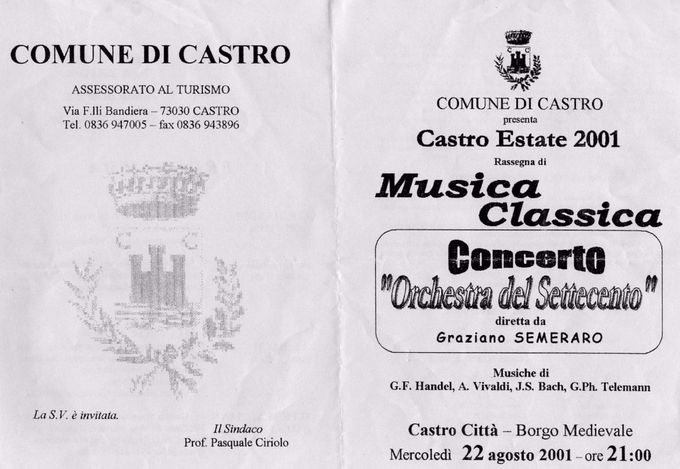 COMUNE DI CASTRO
ASSESSORATO AL TURISMO
Via F.lli Bandiera – 73030 CASTRO
Tel. 0836 947005 – fax 0836 943896
C C
La S.V. è invitata.
Il Sindaco
Prof. Pasquale Ciriolo
COMUNE DI CASTRO
presenta
Castro Estate 2001
Rassegna di
Musica
Classica
Concerto
"Orchestra del Settecento"
diretta da
Graziano SEMERARO
Musiche di
G.F. Handel, A. Vivaldi, J.S. Bach, G.Ph. Telemann
Castro Città – Borgo Medievale
Mercoledì 22 agosto 2001 – ore 21:00